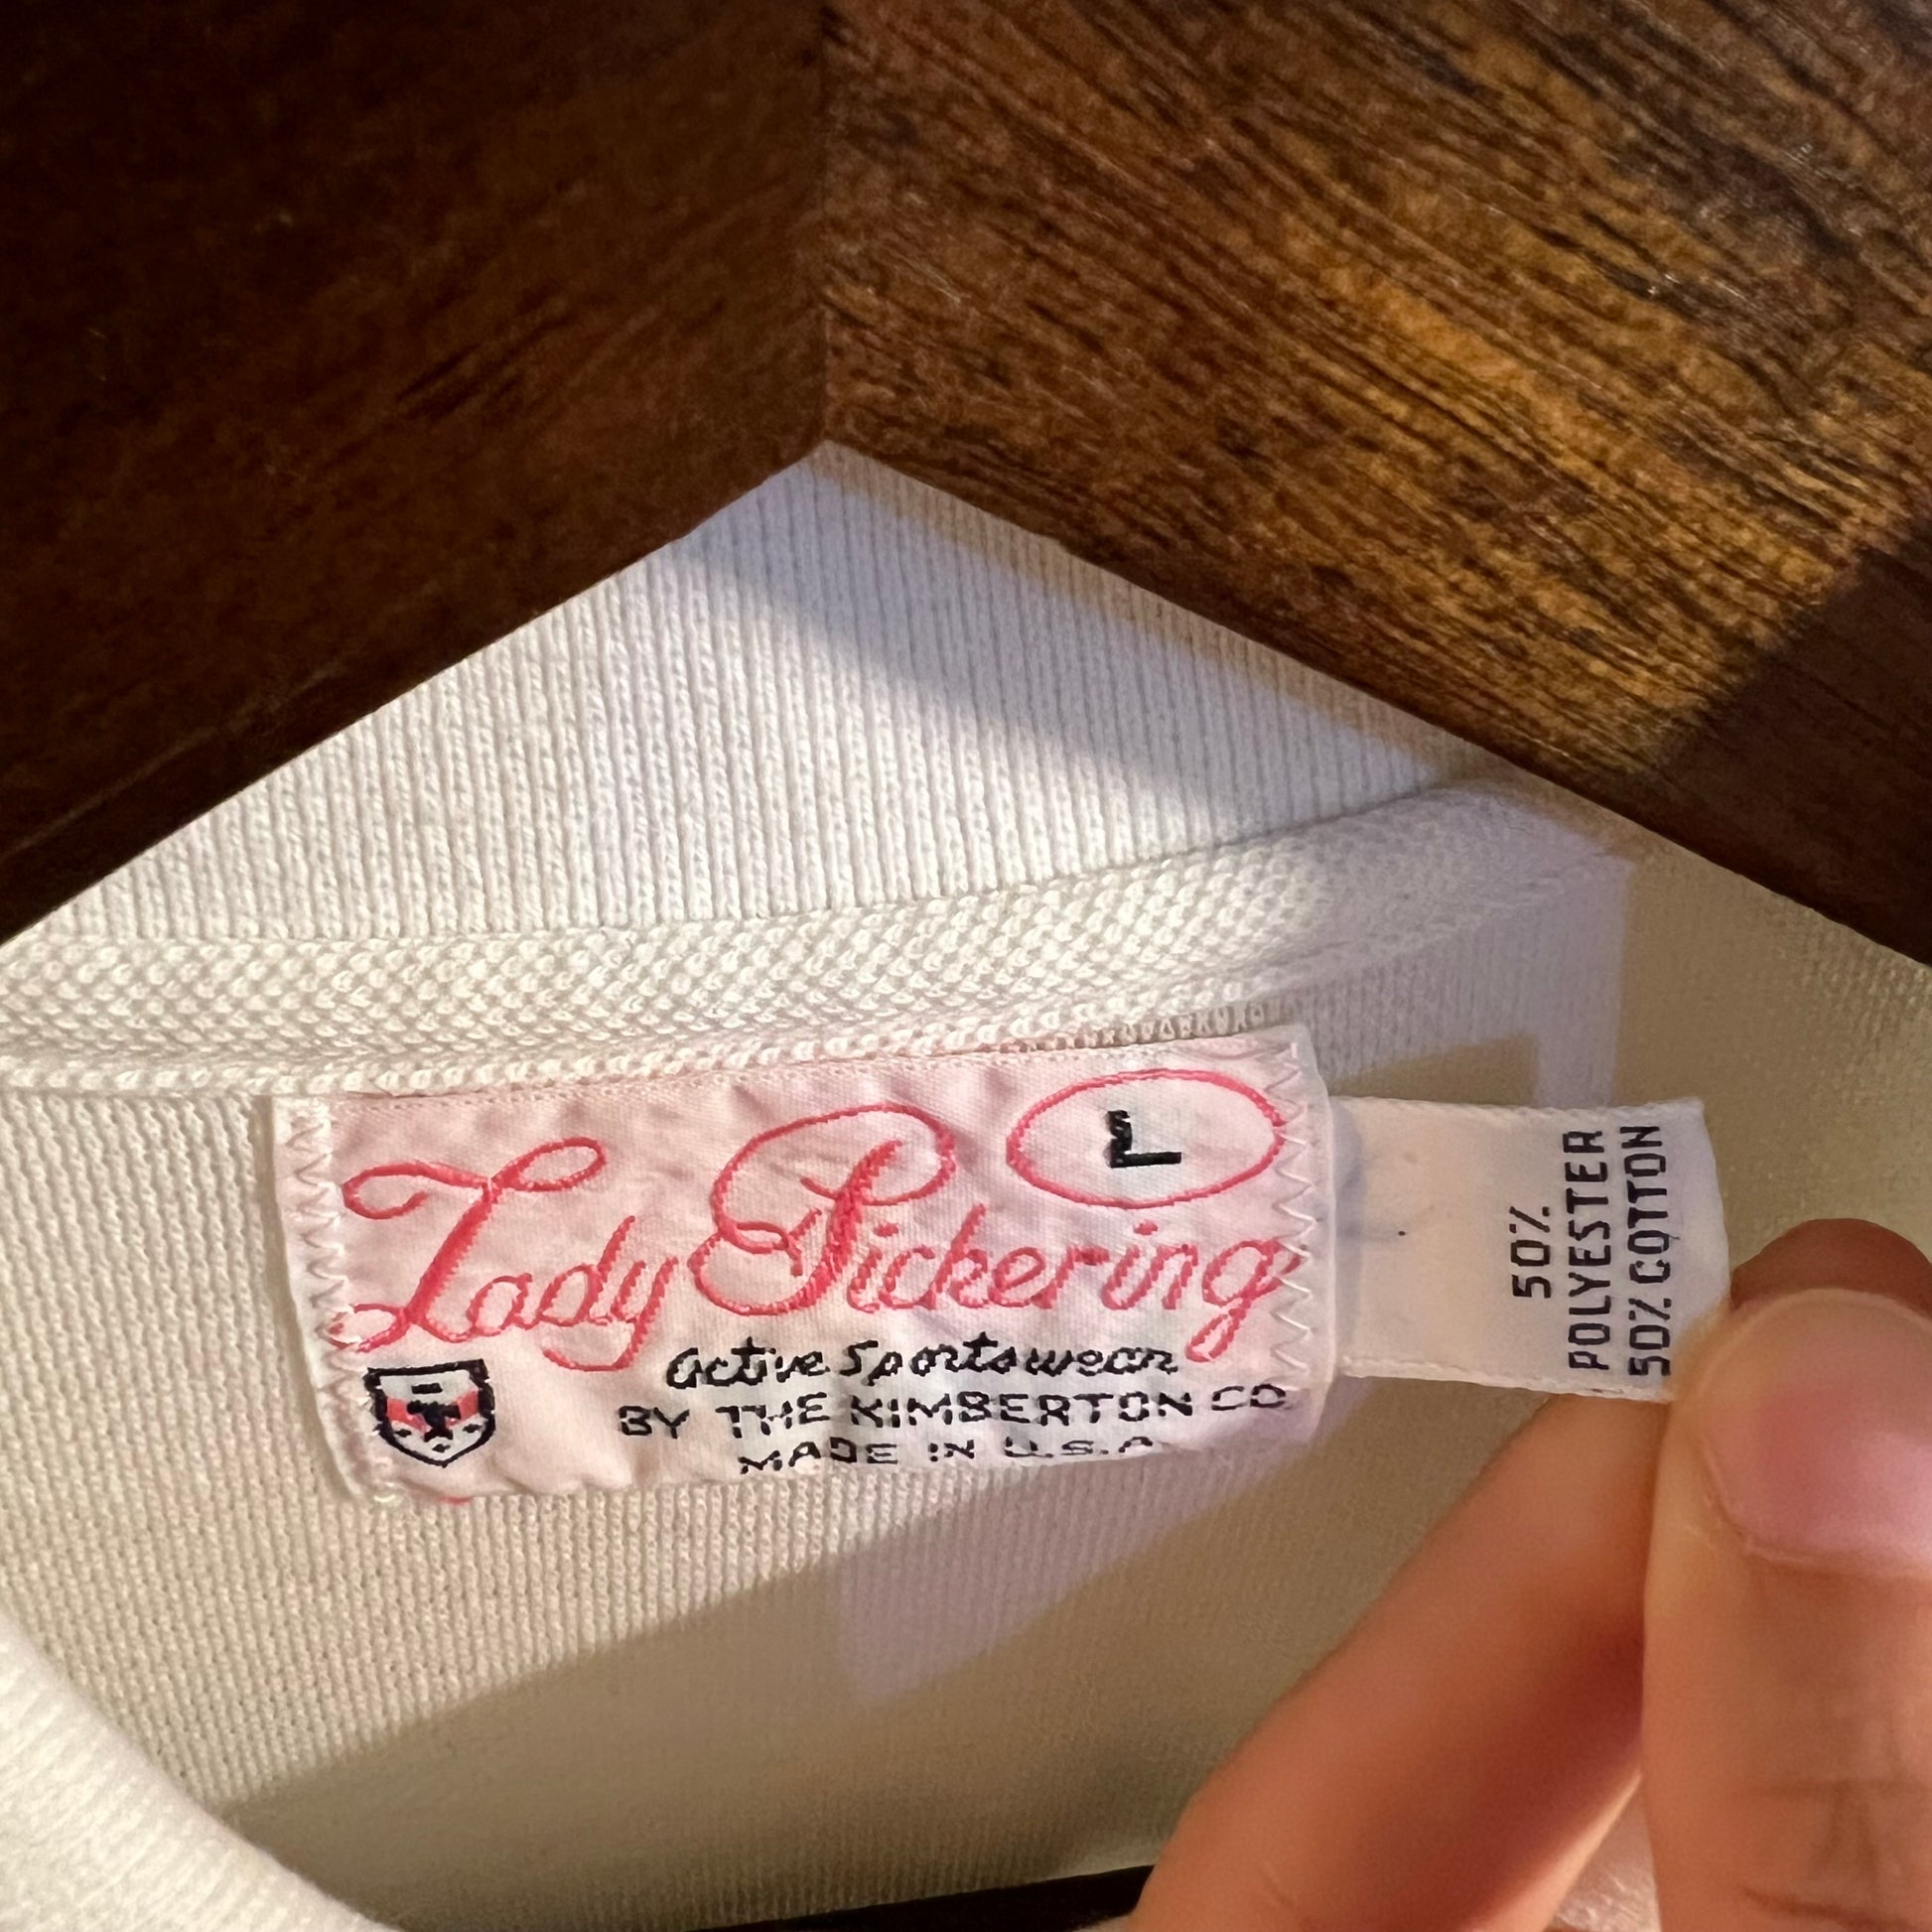 L
Lady Pickering
active sportswear
BY THE KIMBERTON CO
MADE IN U.S.A.
50%
POLYESTER
50% COTTON